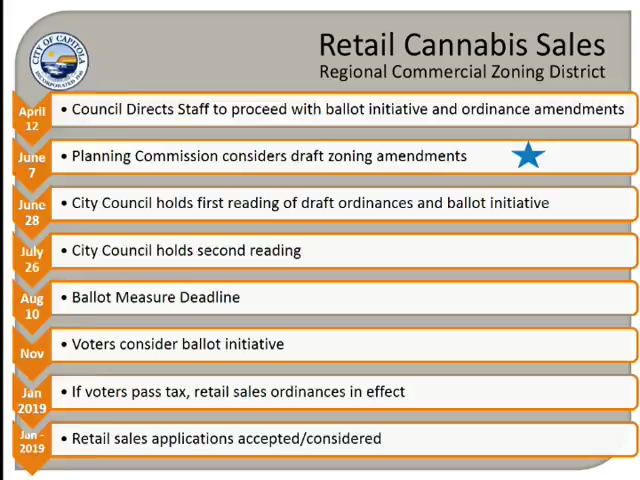 CITY OF CAPITOLA
INCORPORATED 1949
Retail Cannabis Sales
Regional Commercial Zoning District
April
12
• Council Directs Staff to proceed with ballot initiative and ordinance amendments
June
7
• Planning Commission considers draft zoning amendments
June
28
• City Council holds first reading of draft ordinances and ballot initiative
July
26
• City Council holds second reading
Aug
10
• Ballot Measure Deadline
Nov
• Voters consider ballot initiative
Jan
2019
• If voters pass tax, retail sales ordinances in effect
Jan -
2019
• Retail sales applications accepted/considered